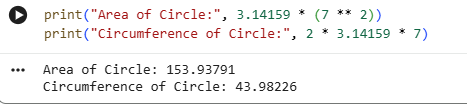 print("Area of Circle:", 3.14159 * (7 ** 2))
print("Circumference of Circle:", 2 * 3.14159 * 7)
Area of Circle: 153.93791
Circumference of Circle: 43.98226